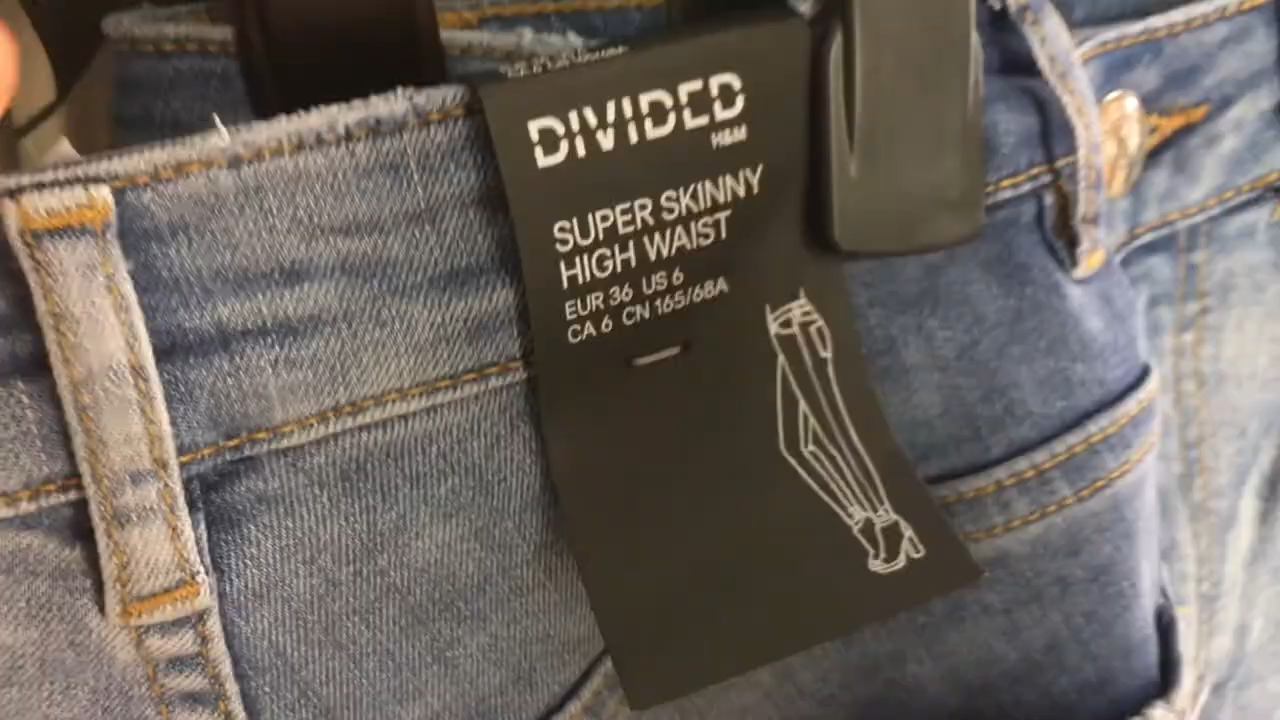 DIVIDED
H&M
SUPER SKINNY
HIGH WAIST
EUR 36 US 6
CA 6 CN 165/68A